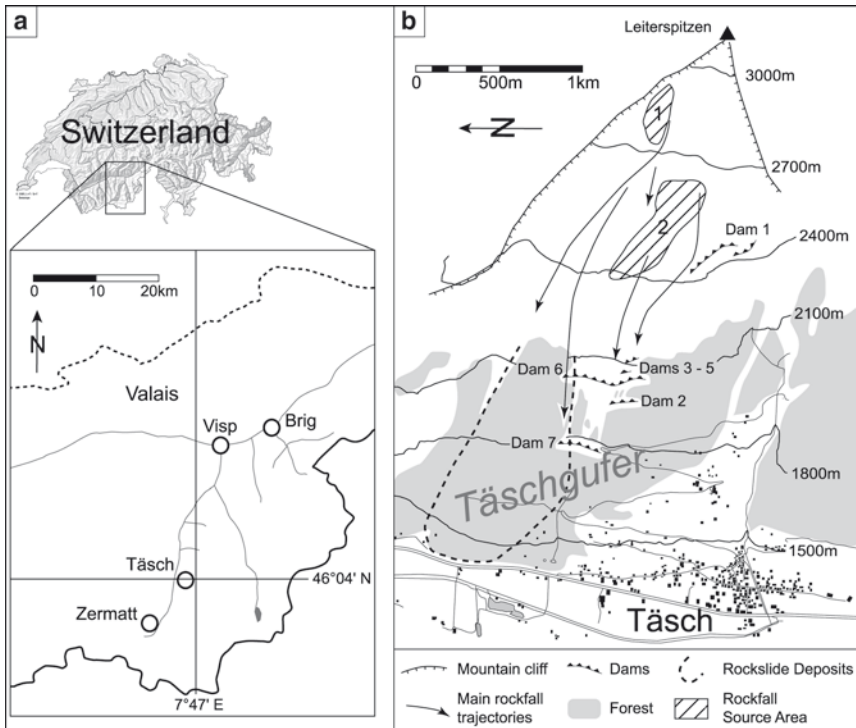 a
Switzerland
0 10 20km
N
Valais
Visp
Brig
Täsch
46°04' N
Zermatt
7°47' E
b
Leiterspitzen
0 500m 1km
3000m
N
1
2700m
2
Dam 1
2400m
2100m
Dam 6
Dams 3 - 5
Dam 2
Dam 7
1800m
Täschgufer
1500m
Täsch
Mountain cliff
Dams
Rockslide Deposits
Main rockfall
trajectories
Forest
Rockfall
Source Area